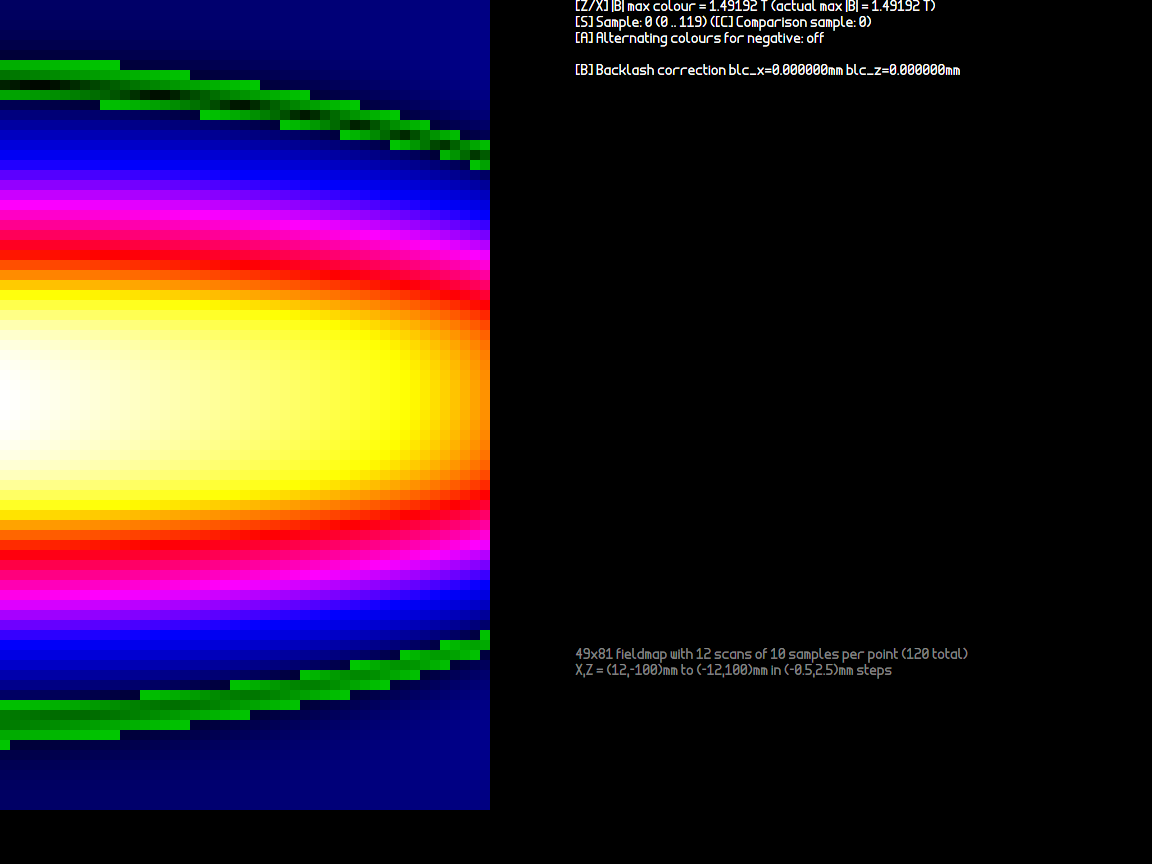 [Z/X] |B| max colour = 1.49192 T (actual max |B| = 1.49192 T)
[S] Sample: 0 (0 .. 119) ([C] Comparison sample: 0)
[A] Alternating colours for negative: off
[B] Backlash correction blc_x=0.000000mm blc_z=0.000000mm
49x81 fieldmap with 12 scans of 10 samples per point (120 total)
X,Z = (12,-100)mm to (-12,100)mm in (-0.5,2.5)mm steps